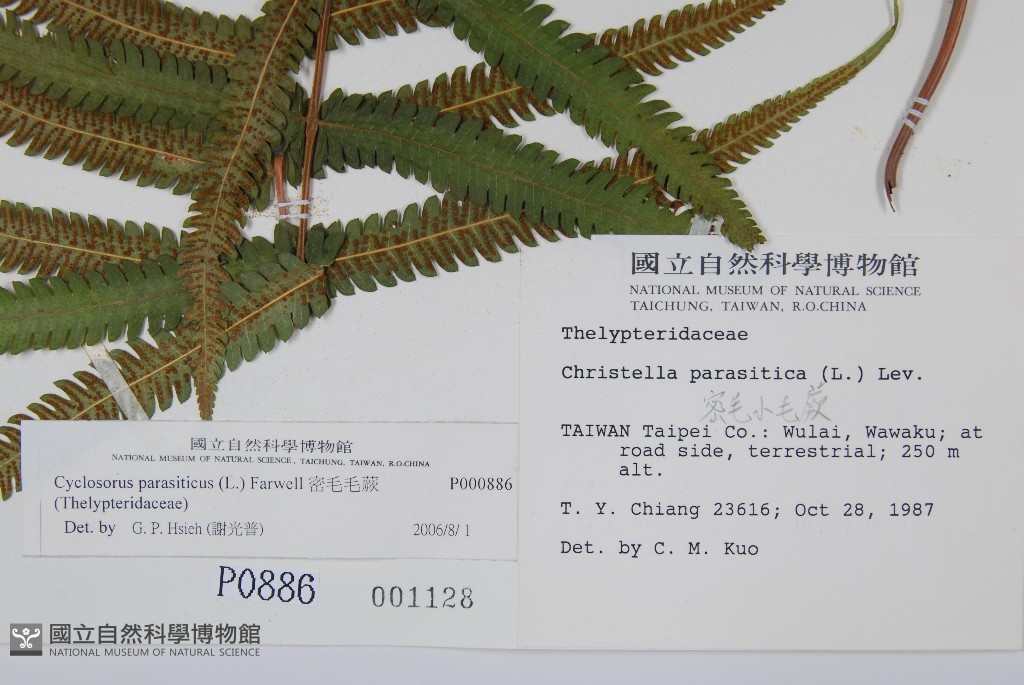 國立自然科學博物館
NATIONAL MUSEUM OF NATURAL SCIENCE
TAICHUNG, TAIWAN, R.O.CHINA
Thelypteridaceae
Christella parasitica (L.) Lev.
密毛小毛蕨
TAIWAN Taipei Co.: Wulai, Wawaku; at
road side, terrestrial; 250 m
alt.
T. Y. Chiang 23616; Oct 28, 1987
Det. by C. M. Kuo
國立自然科學博物館
NATIONAL MUSEUM OF NATURAL SCIENCE, TAICHUNG, TAIWAN, R.O.CHINA
Cyclosorus parasiticus (L.) Farwell 密毛毛蕨 P000886
(Thelypteridaceae)
Det. by G. P. Hsieh (謝光普) 2006/8/1
P0886 001128
國立自然科學博物館
NATIONAL MUSEUM OF NATURAL SCIENCE